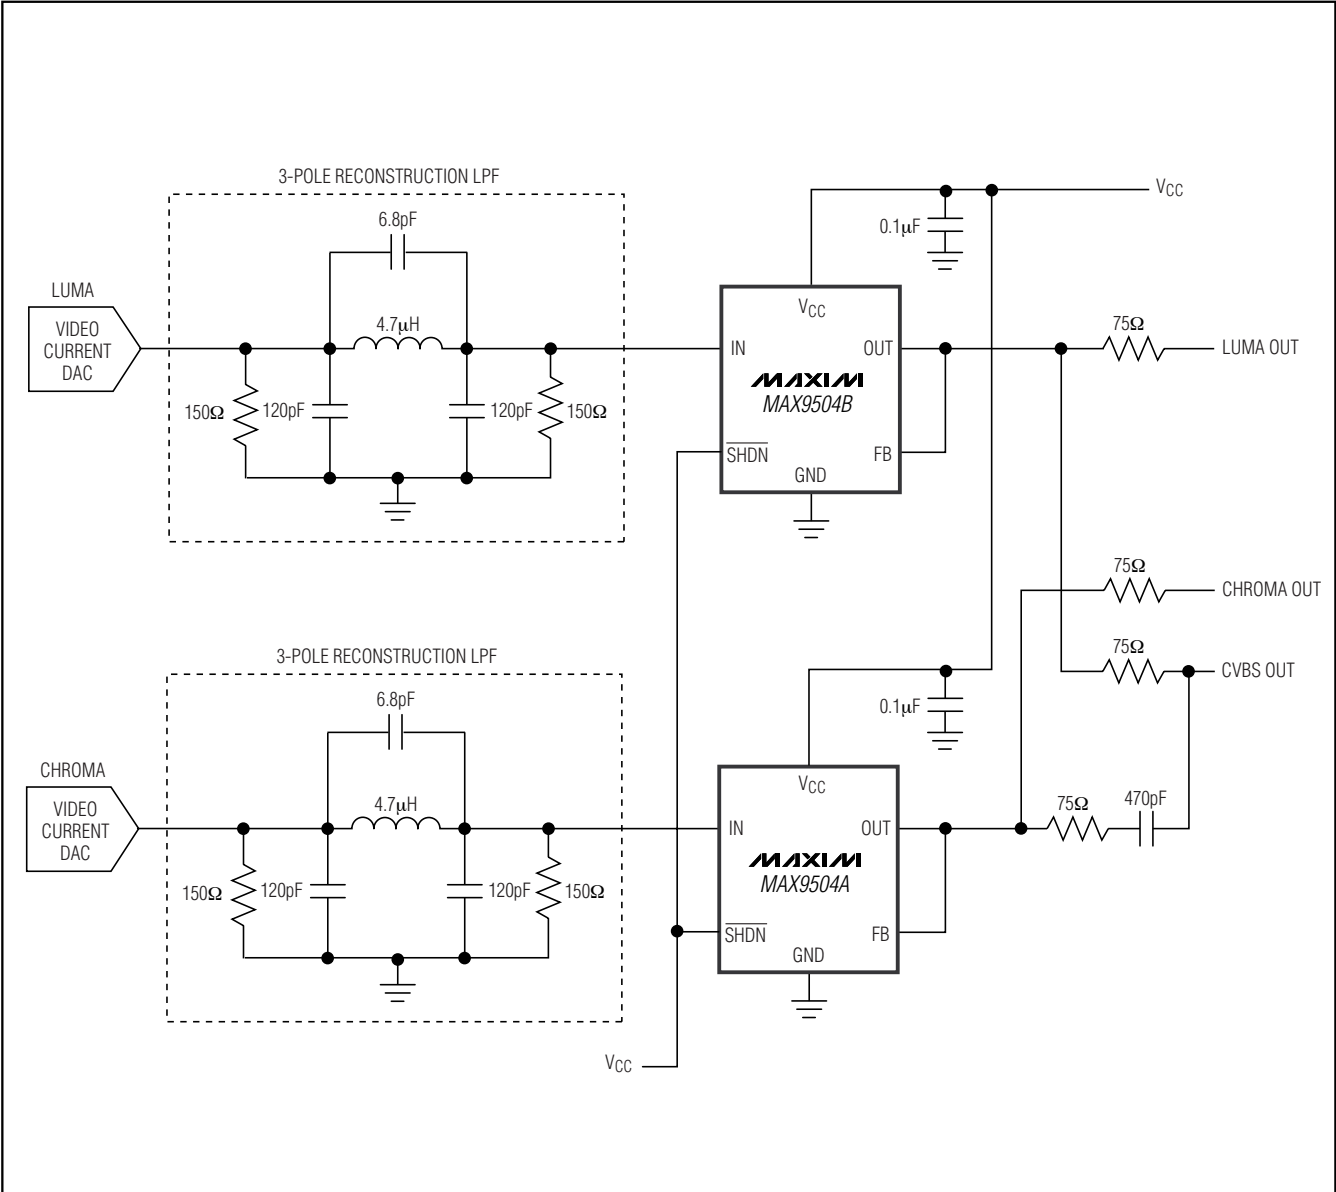 3-POLE RECONSTRUCTION LPF
6.8pF
4.7μH
LUMA
VIDEO
CURRENT
DAC
150Ω
120pF
120pF
150Ω
VCC
0.1μF
VCC
IN
OUT
MAXIM
MAX9504B
SHDN
FB
GND
75Ω
LUMA OUT
75Ω
CHROMA OUT
75Ω
CVBS OUT
3-POLE RECONSTRUCTION LPF
6.8pF
4.7μH
CHROMA
VIDEO
CURRENT
DAC
150Ω
120pF
120pF
150Ω
0.1μF
VCC
IN
OUT
MAXIM
MAX9504A
SHDN
FB
GND
75Ω
470pF
VCC